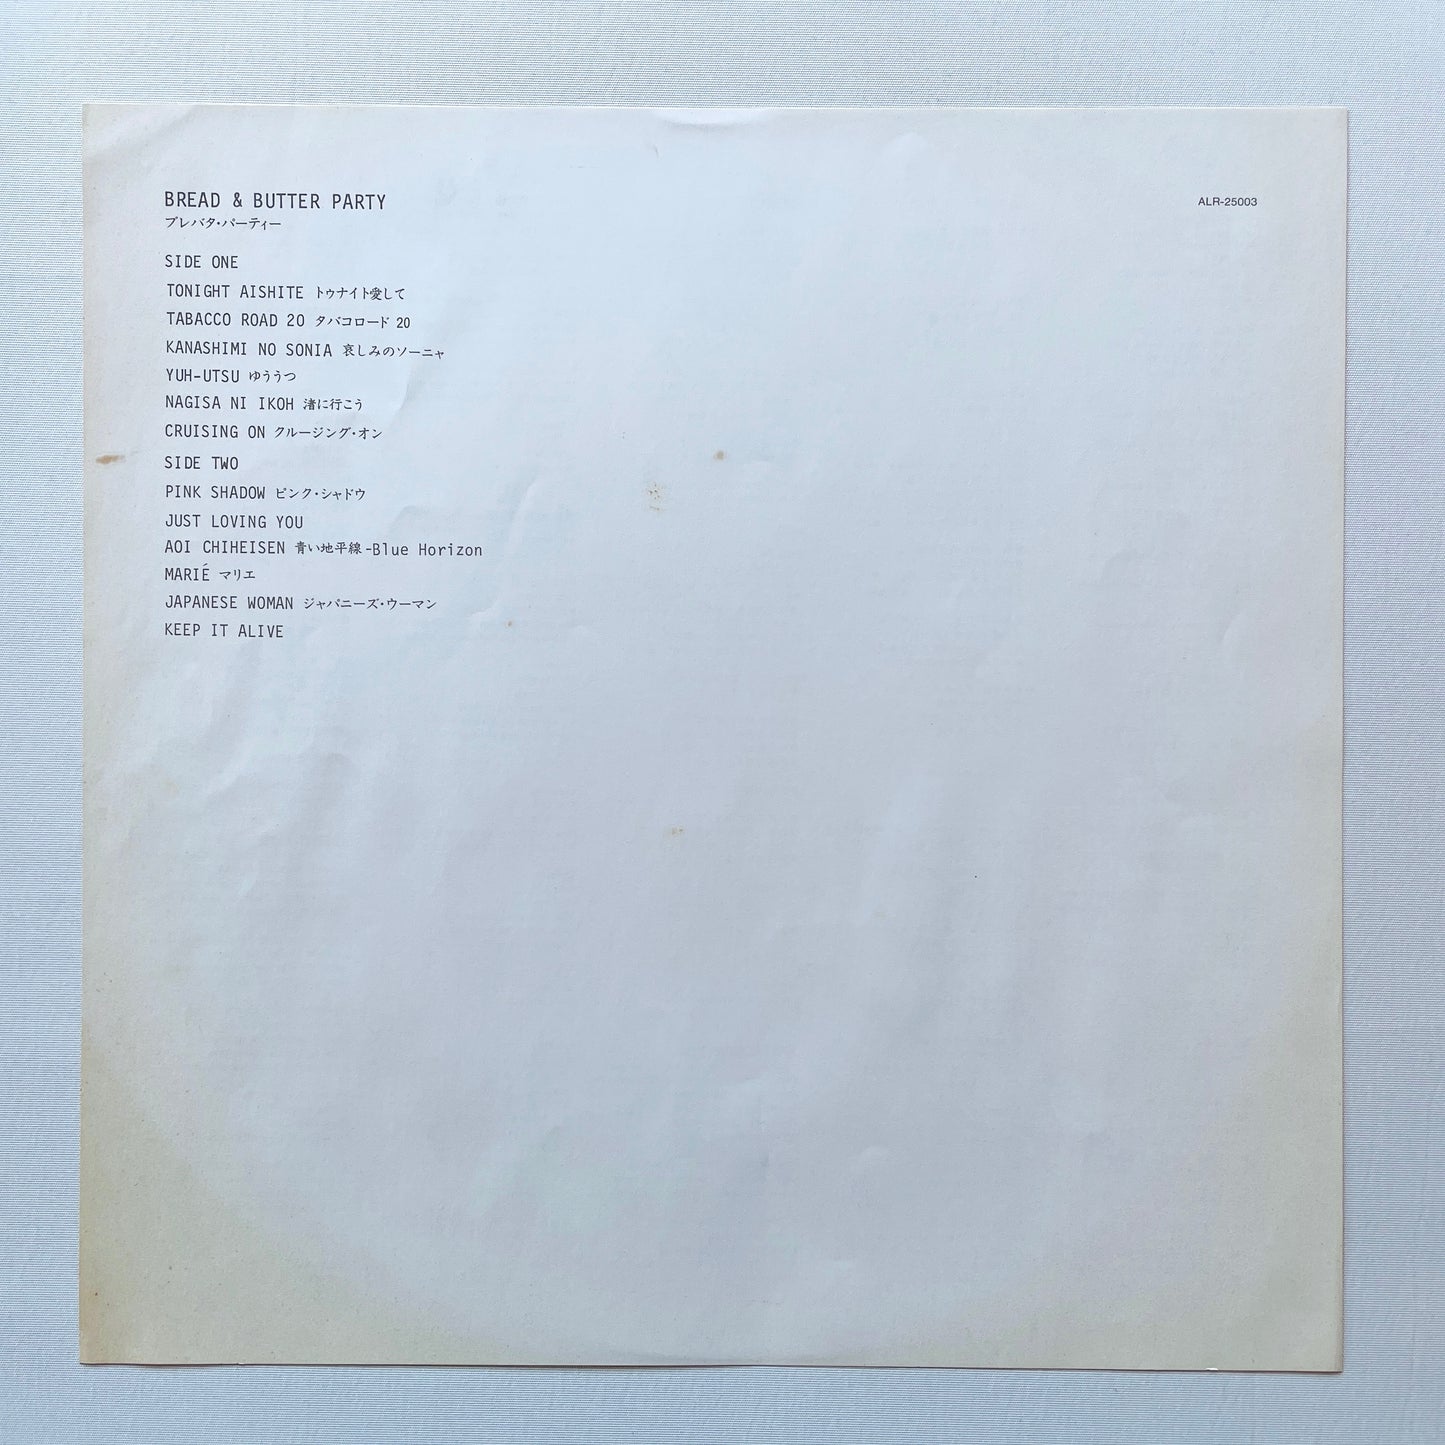 BREAD & BUTTER PARTY
ブレバタ・パーティー
ALR-25003
SIDE ONE
TONIGHT AISHITE トゥナイト愛して
TABACCO ROAD 20 タバコロード 20
KANASHIMI NO SONIA 哀しみのソーニャ
YUH-UTSU ゆううつ
NAGISA NI IKOH 渚に行こう
CRUISING ON クルージング・オン
SIDE TWO
PINK SHADOW ピンク・シャドウ
JUST LOVING YOU
AOI CHIHEISEN 青い地平線-Blue Horizon
MARIÉ マリエ
JAPANESE WOMAN ジャパニーズ・ウーマン
KEEP IT ALIVE